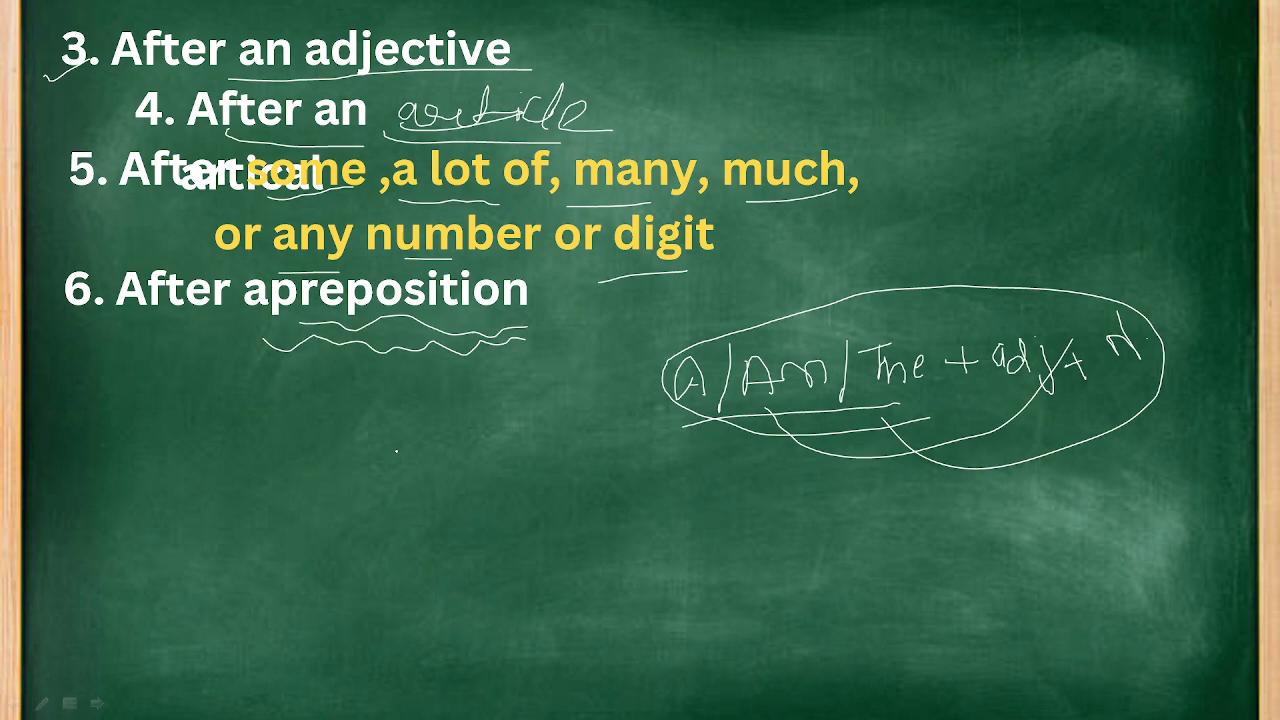 3. After an adjective
4. After an article
artical
5. After some ,a lot of, many, much,
or any number or digit
6. After apreposition
A/An/The + adj + N